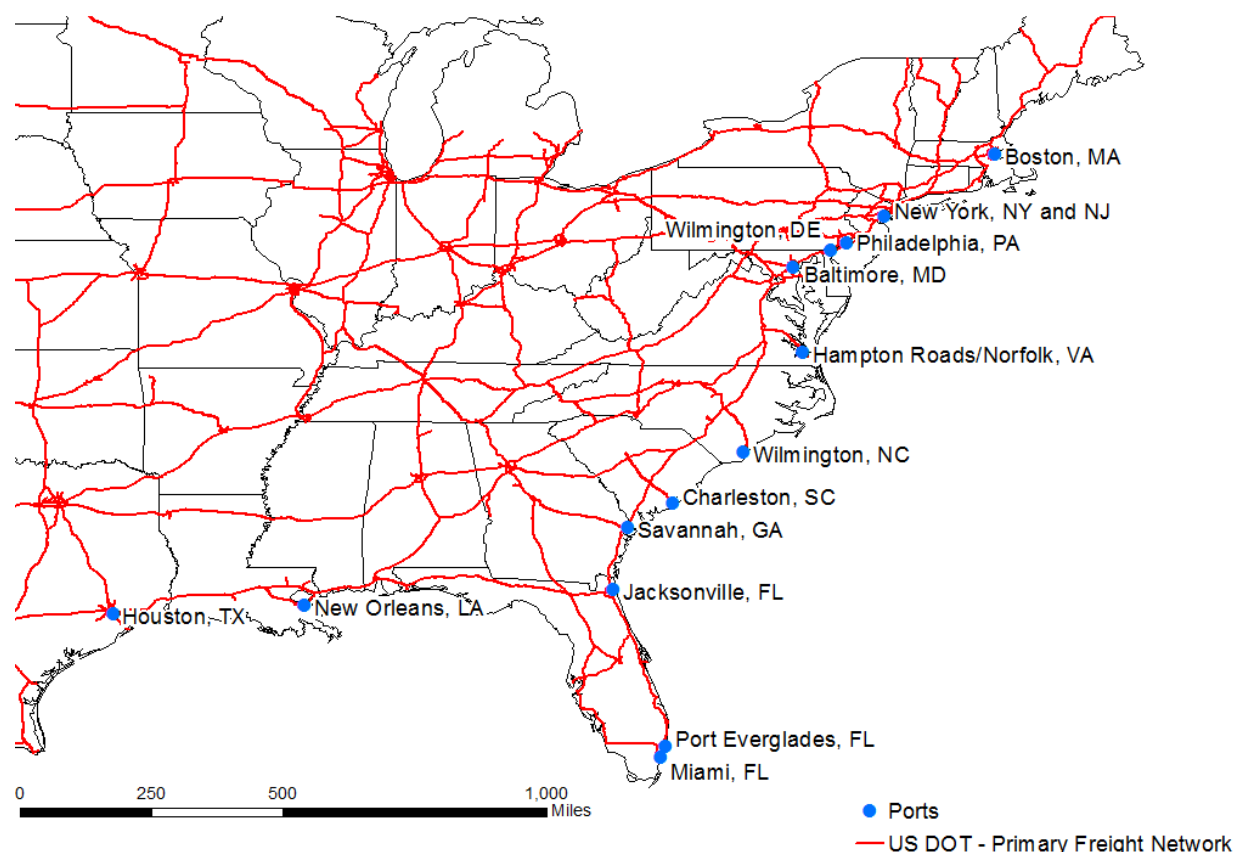 Boston, MA
New York, NY and NJ
Wilmington, DE
Philadelphia, PA
Baltimore, MD
Hampton Roads/Norfolk, VA
Wilmington, NC
Charleston, SC
Savannah, GA
Jacksonville, FL
New Orleans, LA
Houston, TX
Port Everglades, FL
Miami, FL
0 250 500 1,000
Miles
Ports
US DOT - Primary Freight Network